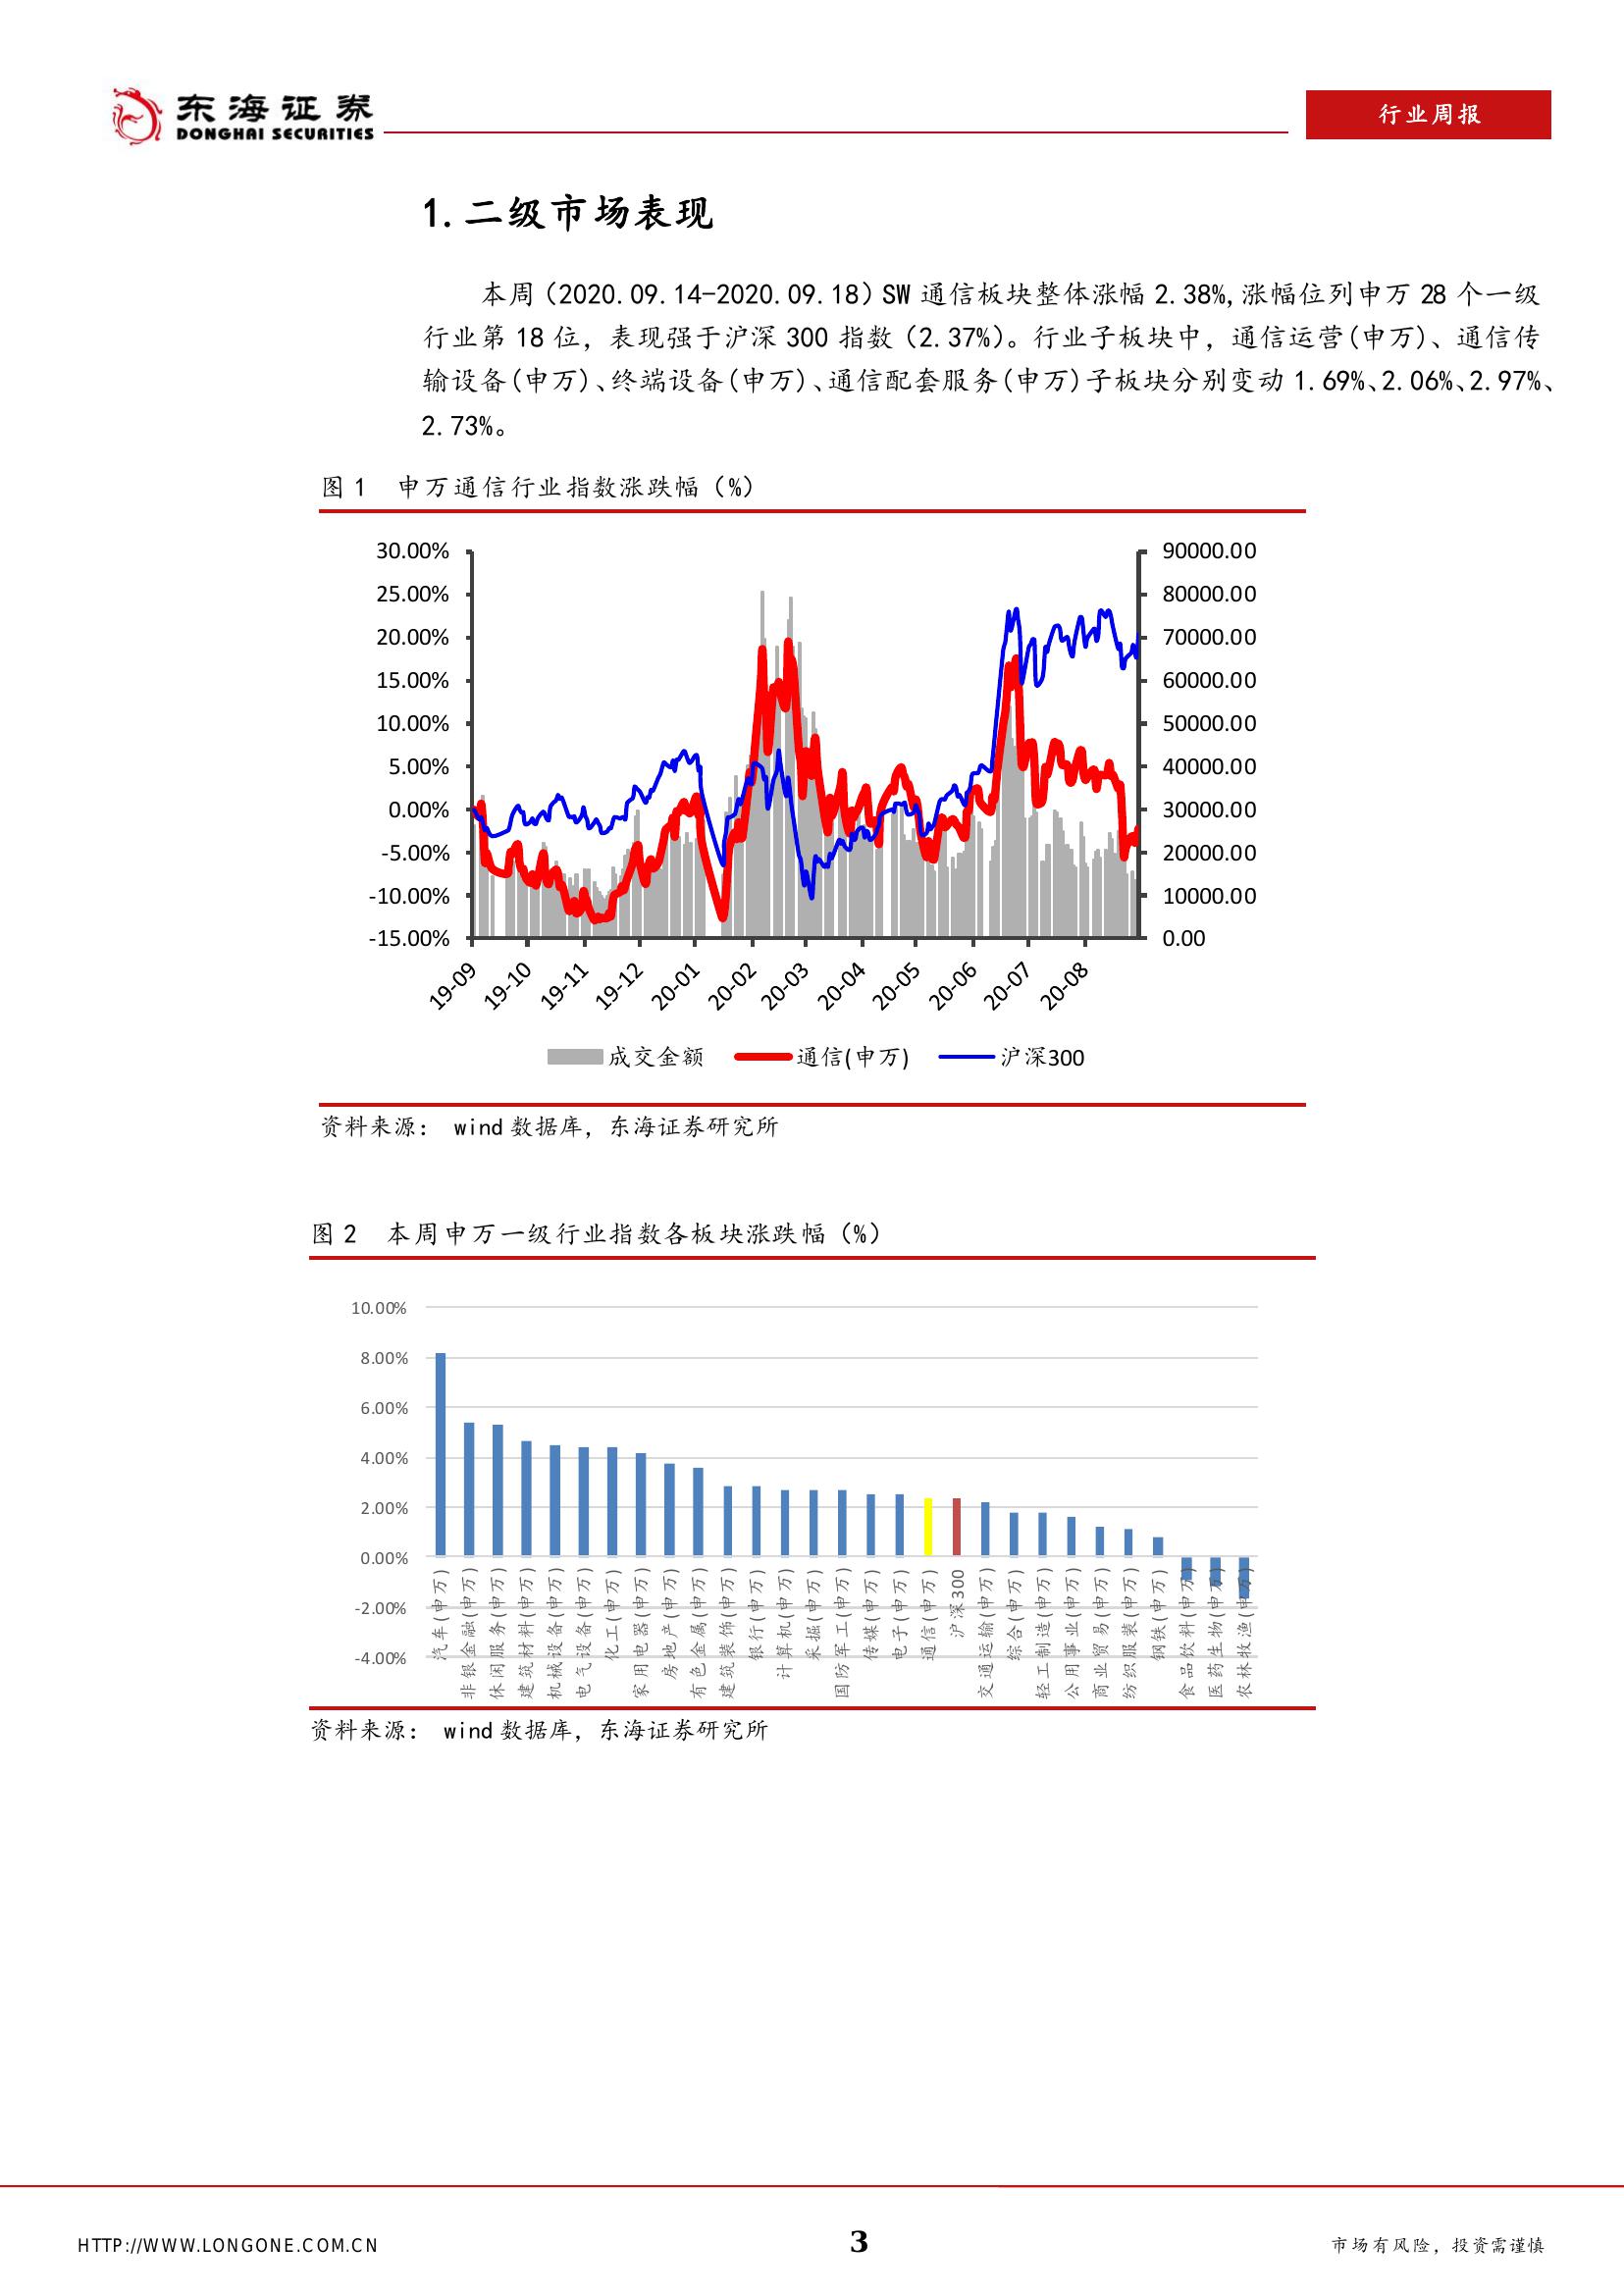 东海证券
DONGHAI SECURITIES
行业周报
1.二级市场表现
本周（2020.09.14-2020.09.18）SW 通信板块整体涨幅 2.38%,涨幅位列申万 28 个一级
行业第 18 位，表现强于沪深 300 指数（2.37%）。行业子板块中，通信运营(申万)、通信传
输设备(申万)、终端设备(申万)、通信配套服务(申万)子板块分别变动 1.69%、2.06%、2.97%、
2.73%。
图 1 申万通信行业指数涨跌幅（%）
30.00%
25.00%
20.00%
15.00%
10.00%
5.00%
0.00%
-5.00%
-10.00%
-15.00%
90000.00
80000.00
70000.00
60000.00
50000.00
40000.00
30000.00
20000.00
10000.00
0.00
19-09
19-10
19-11
19-12
20-01
20-02
20-03
20-04
20-05
20-06
20-07
20-08
成交金额
通信(申万)
沪深300
资料来源： wind 数据库，东海证券研究所
图 2 本周申万一级行业指数各板块涨跌幅（%）
10.00%
8.00%
6.00%
4.00%
2.00%
0.00%
-2.00%
-4.00%
汽车(申万)
非银金融(申万)
休闲服务(申万)
建筑材料(申万)
机械设备(申万)
电气设备(申万)
化工(申万)
家用电器(申万)
房地产(申万)
有色金属(申万)
建筑装饰(申万)
银行(申万)
计算机(申万)
采掘(申万)
国防军工(申万)
传媒(申万)
电子(申万)
通信(申万)
沪深300
交通运输(申万)
综合(申万)
轻工制造(申万)
公用事业(申万)
商业贸易(申万)
纺织服装(申万)
钢铁(申万)
食品饮料(申万)
医药生物(申万)
农林牧渔(申万)
资料来源： wind 数据库，东海证券研究所
HTTP://WWW.LONGONE.COM.CN
3
市场有风险，投资需谨慎